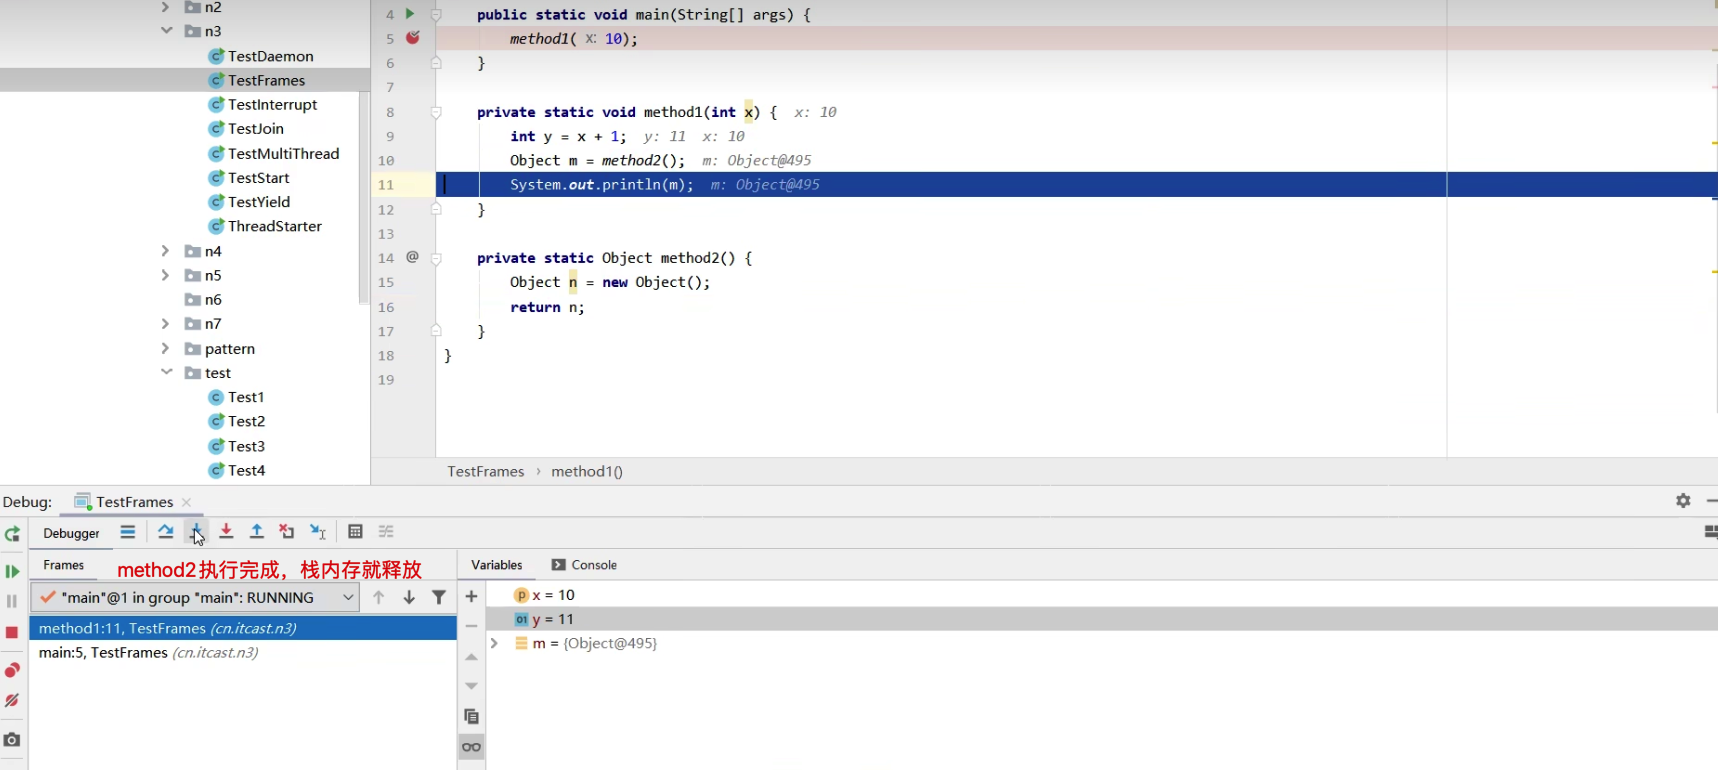 n2
n3
TestDaemon
TestFrames
TestInterrupt
TestJoin
TestMultiThread
TestStart
TestYield
ThreadStarter
n4
n5
n6
n7
pattern
test
Test1
Test2
Test3
Test4
4 public static void main(String[] args) {
5 method1( x: 10);
6 }
7
8 private static void method1(int x) { x: 10
9 int y = x + 1; y: 11 x: 10
10 Object m = method2(); m: Object@495
11 System.out.println(m); m: Object@495
12 }
13
14 @ private static Object method2() {
15 Object n = new Object();
16 return n;
17 }
18 }
19
TestFrames › method1()
Debug: TestFrames
Debugger
Frames
method2执行完成，栈内存就释放
"main"@1 in group "main": RUNNING
method1:11, TestFrames (cn.itcast.n3)
main:5, TestFrames (cn.itcast.n3)
Variables Console
p x = 10
01 y = 11
m = {Object@495}